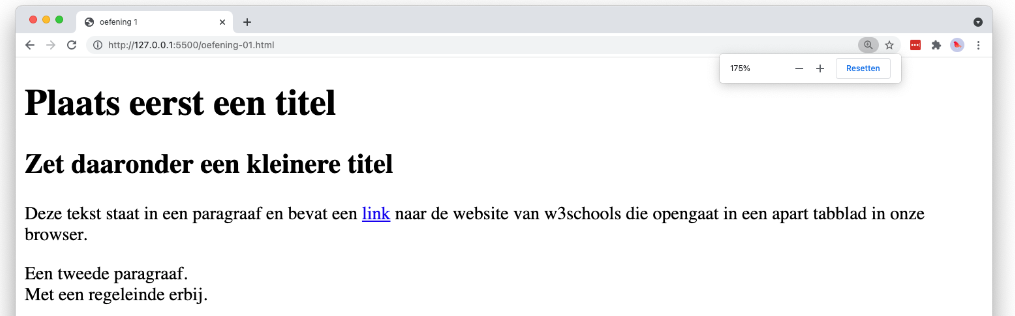 oefening 1
http://127.0.0.1:5500/oefening-01.html
175%
Resetten
Plaats eerst een titel
Zet daaronder een kleinere titel
Deze tekst staat in een paragraaf en bevat een link naar de website van w3schools die opengaat in een apart tabblad in onze
browser.
Een tweede paragraaf.
Met een regeleinde erbij.